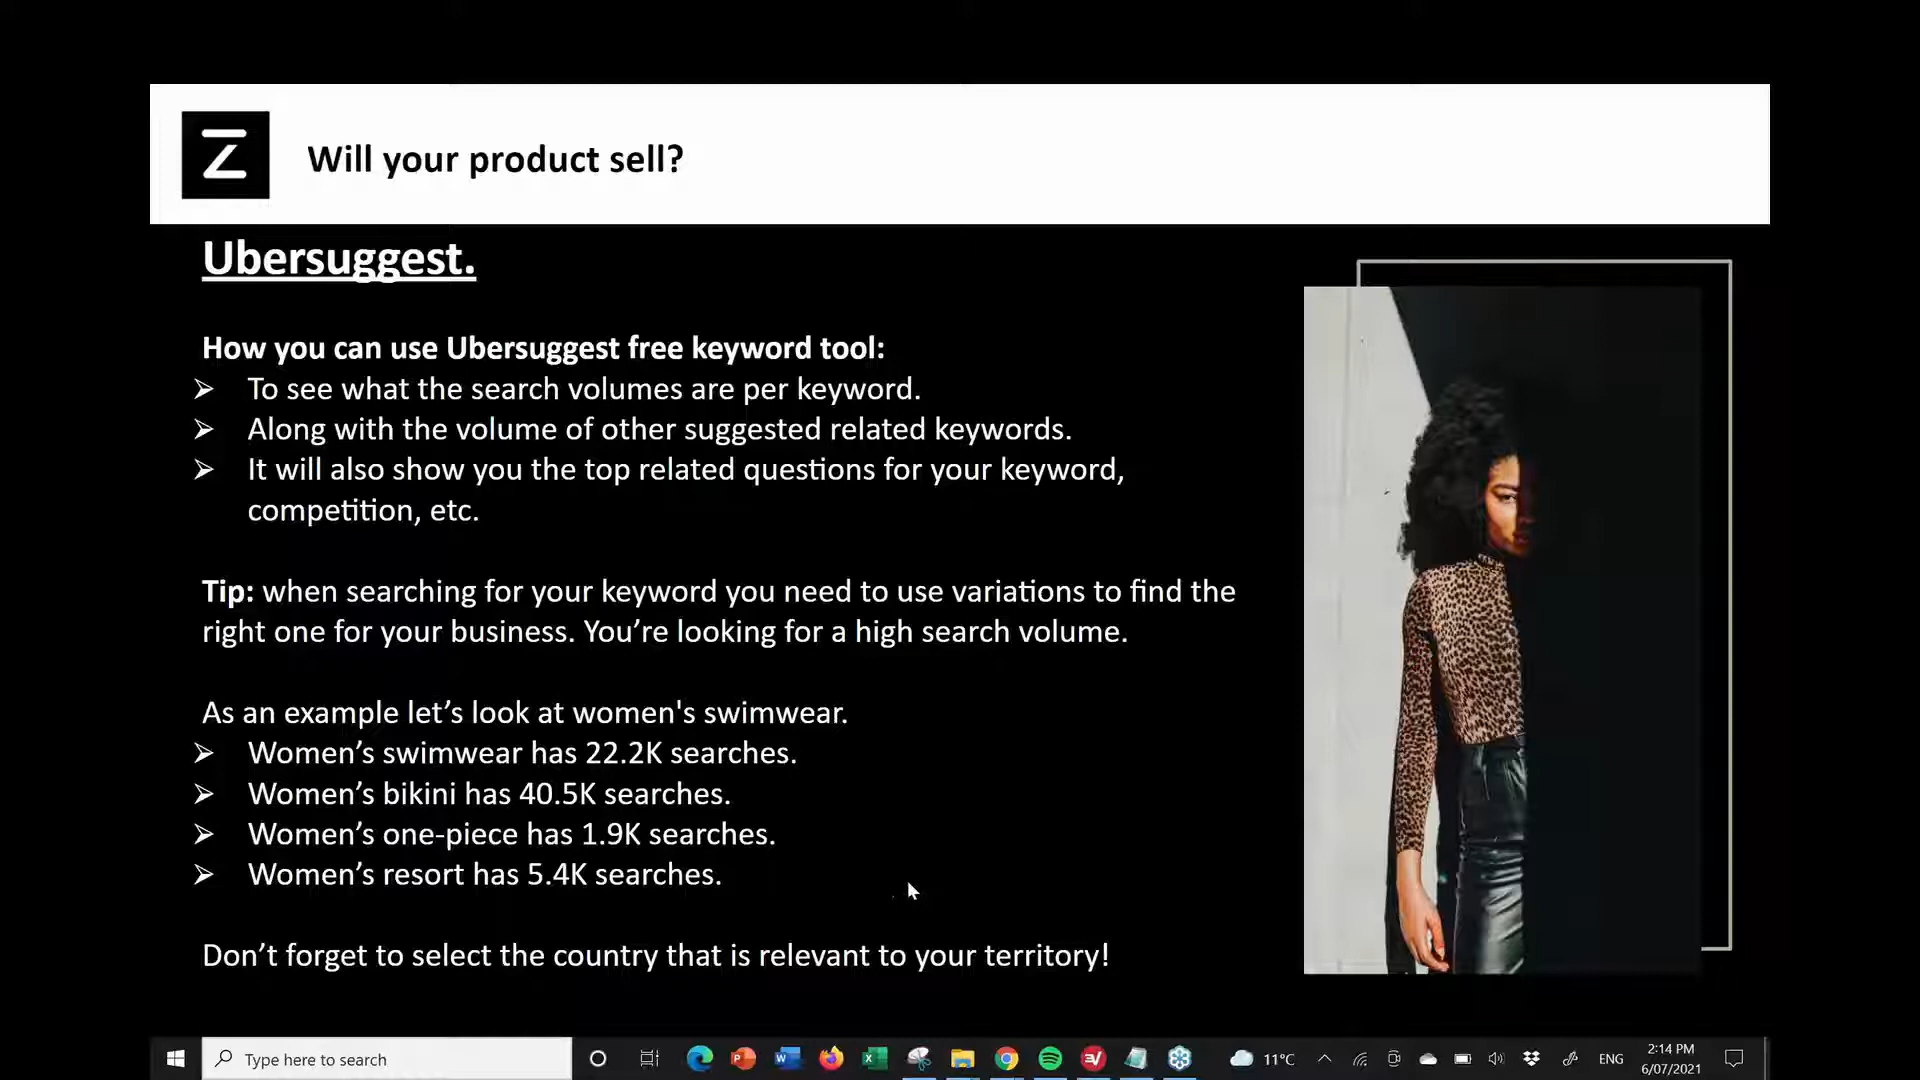 Will your product sell?
Ubersuggest.
How you can use Ubersuggest free keyword tool:
➢ To see what the search volumes are per keyword.
➢ Along with the volume of other suggested related keywords.
➢ It will also show you the top related questions for your keyword,
competition, etc.
Tip: when searching for your keyword you need to use variations to find the
right one for your business. You’re looking for a high search volume.
As an example let’s look at women's swimwear.
➢ Women’s swimwear has 22.2K searches.
➢ Women’s bikini has 40.5K searches.
➢ Women’s one-piece has 1.9K searches.
➢ Women’s resort has 5.4K searches.
Don’t forget to select the country that is relevant to your territory!
Type here to search
11°C
ENG
2:14 PM
6/07/2021